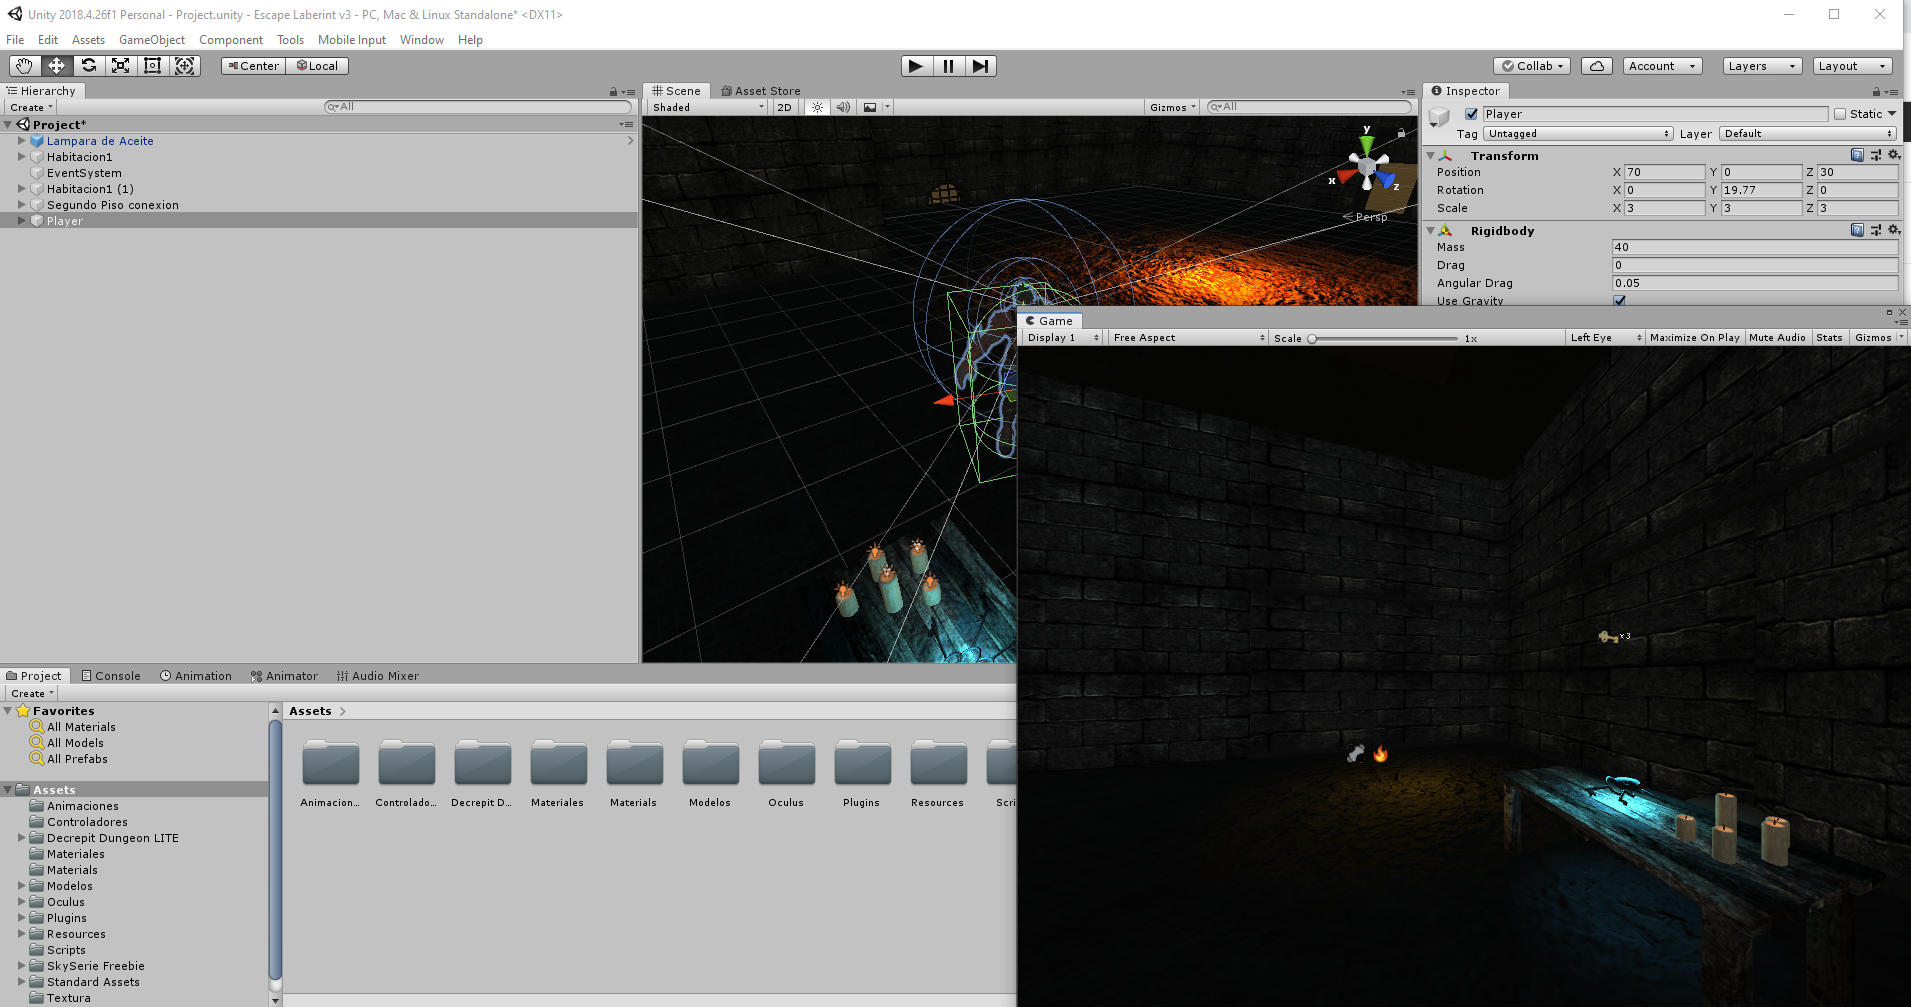 Unity 2018.4.26f1 Personal - Project.unity - Escape Laberint v3 - PC, Mac & Linux Standalone* <DX11>
File Edit Assets GameObject Component Tools Mobile Input Window Help
Center Local Collab Account Layers Layout
Hierarchy
Create All
Project*
Lampara de Aceite
Habitacion1
EventSystem
Habitacion1 (1)
Segundo Piso conexion
Player
Scene Asset Store
Shaded 2D Gizmos All
y
x
z
Persp
Inspector
Player Static
Tag Untagged Layer Default
Transform
Position X 70 Y 0 Z 30
Rotation X 0 Y 19.77 Z 0
Scale X 3 Y 3 Z 3
Rigidbody
Mass 40
Drag 0
Angular Drag 0.05
Use Gravity
Game
Display 1 Free Aspect Scale 1x Left Eye Maximize On Play Mute Audio Stats Gizmos
x3
Project Console Animation Animator Audio Mixer
Create
Favorites
All Materials
All Models
All Prefabs
Assets
Animaciones
Controladores
Decrepit Dungeon LITE
Materiales
Materials
Modelos
Oculus
Plugins
Resources
Scripts
SkySerie Freebie
Standard Assets
Textura
Assets
Animacion... Controlado... Decrepit D... Materiales Materials Modelos Oculus Plugins Resources Scri